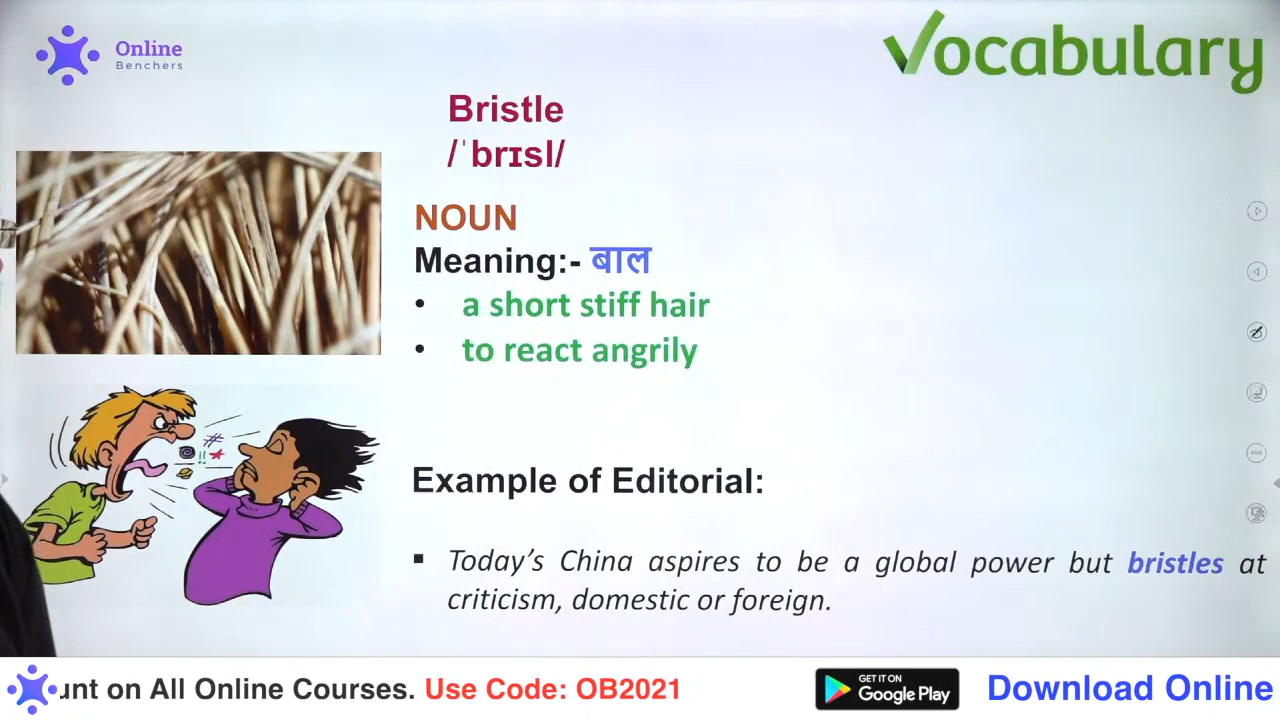 Online
Benchers
Vocabulary
Bristle
/ˈbrɪsl/
NOUN
Meaning:- बाल
• a short stiff hair
• to react angrily
Example of Editorial:
▪ Today’s China aspires to be a global power but bristles at
criticism, domestic or foreign.
unt on All Online Courses. Use Code: OB2021
GET IT ON
Google Play
Download Online